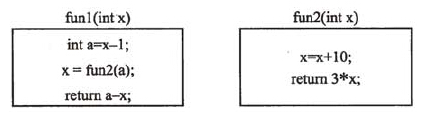 fun1(int x)
int a=x–1;
x = fun2(a);
return a–x;
fun2(int x)
x=x+10;
return 3*x;